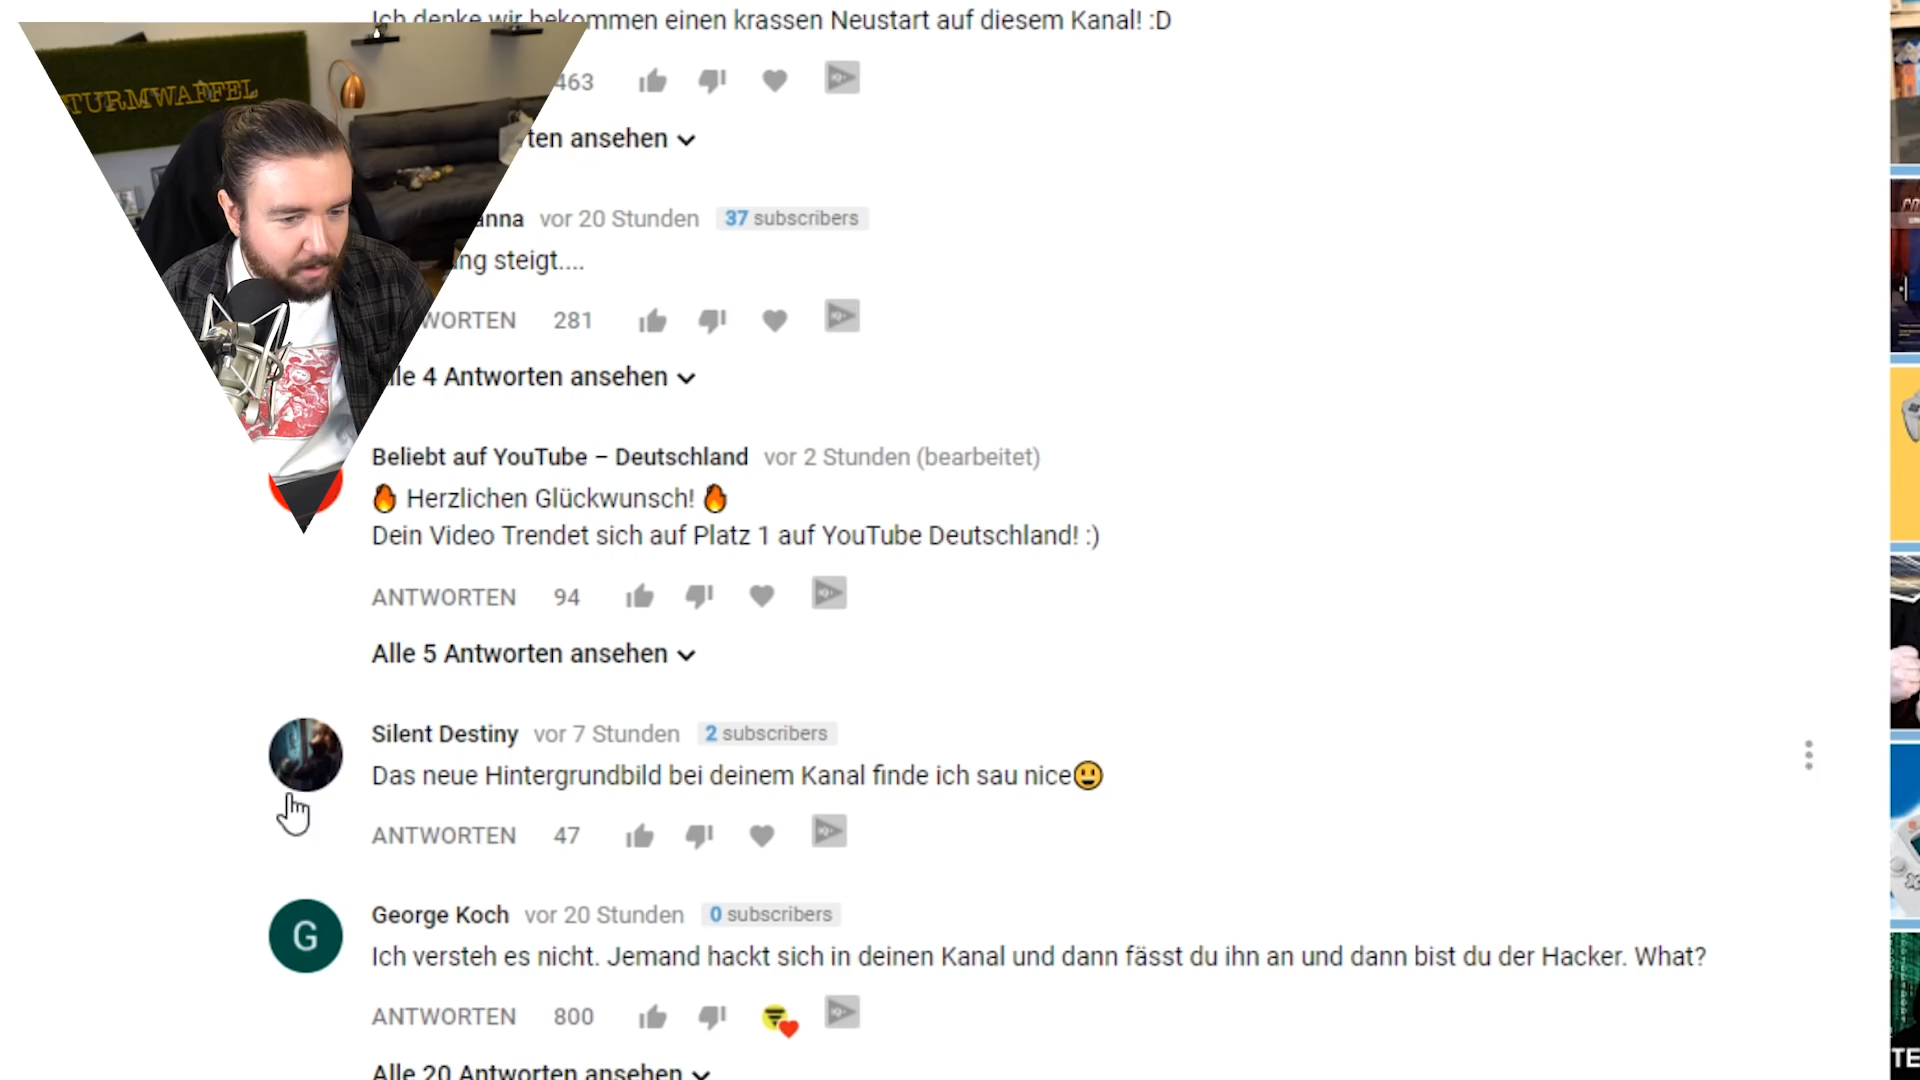 Ich denke wir bekommen einen krassen Neustart auf diesem Kanal! :D
TURMWAFFEL
463
ten ansehen
anna vor 20 Stunden 37 subscribers
ng steigt....
WORTEN 281
lle 4 Antworten ansehen
Beliebt auf YouTube – Deutschland vor 2 Stunden (bearbeitet)
🔥 Herzlichen Glückwunsch! 🔥
Dein Video Trendet sich auf Platz 1 auf YouTube Deutschland! :)
ANTWORTEN 94
Alle 5 Antworten ansehen
Silent Destiny vor 7 Stunden 2 subscribers
Das neue Hintergrundbild bei deinem Kanal finde ich sau nice😃
ANTWORTEN 47
G
George Koch vor 20 Stunden 0 subscribers
Ich versteh es nicht. Jemand hackt sich in deinen Kanal und dann fässt du ihn an und dann bist du der Hacker. What?
ANTWORTEN 800
TE
Alle 20 Antworten ansehen